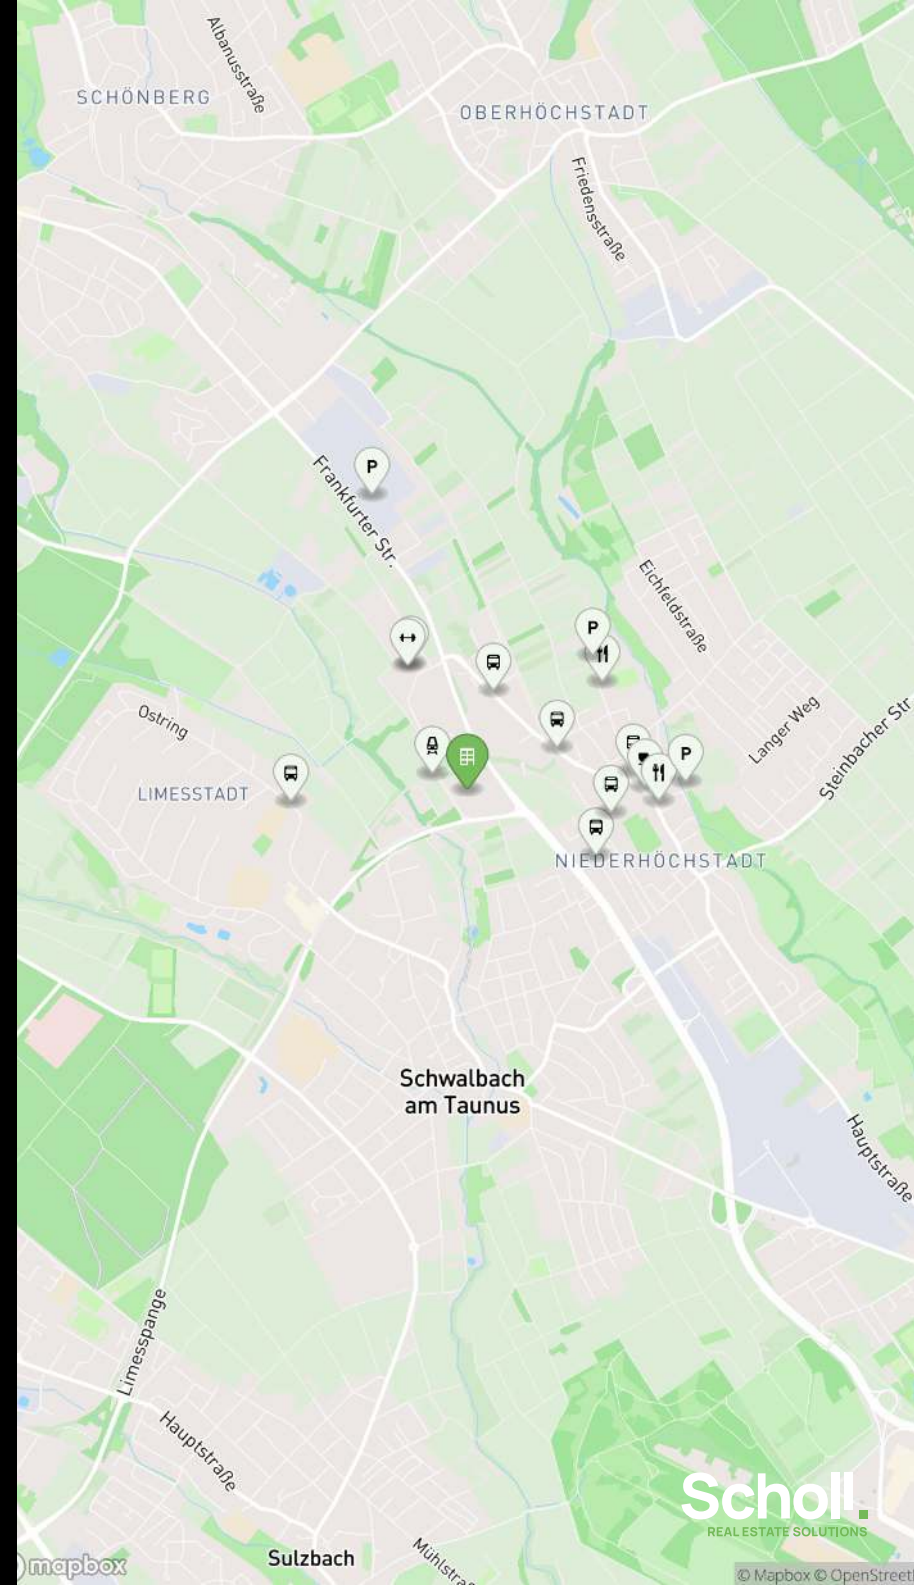 Albanusstraße
SCHÖNBERG
OBERHÖCHSTADT
Friedensstraße
P
Frankfurter Str.
Eichfeldstraße
P
Ostring
Langer Weg
Steinbacher Str
P
LIMESSTADT
NIEDERHÖCHSTADT
Schwalbach
am Taunus
Hauptstraße
Limesspange
Hauptstraße
Scholl.
REAL ESTATE SOLUTIONS
Sulzbach
Mühlstra
mapbox
© Mapbox © OpenStreet